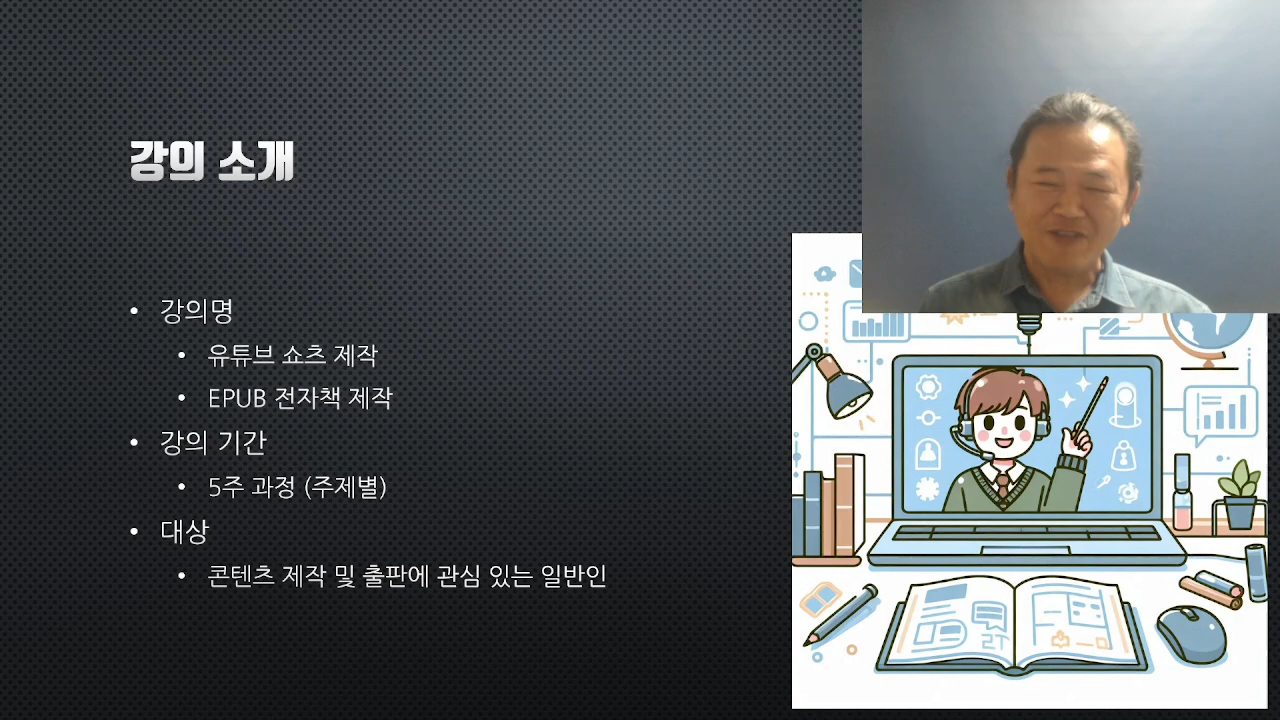 강의 소개
강의명
유튜브 쇼츠 제작
EPUB 전자책 제작
강의 기간
5주 과정 (주제별)
대상
콘텐츠 제작 및 출판에 관심 있는 일반인